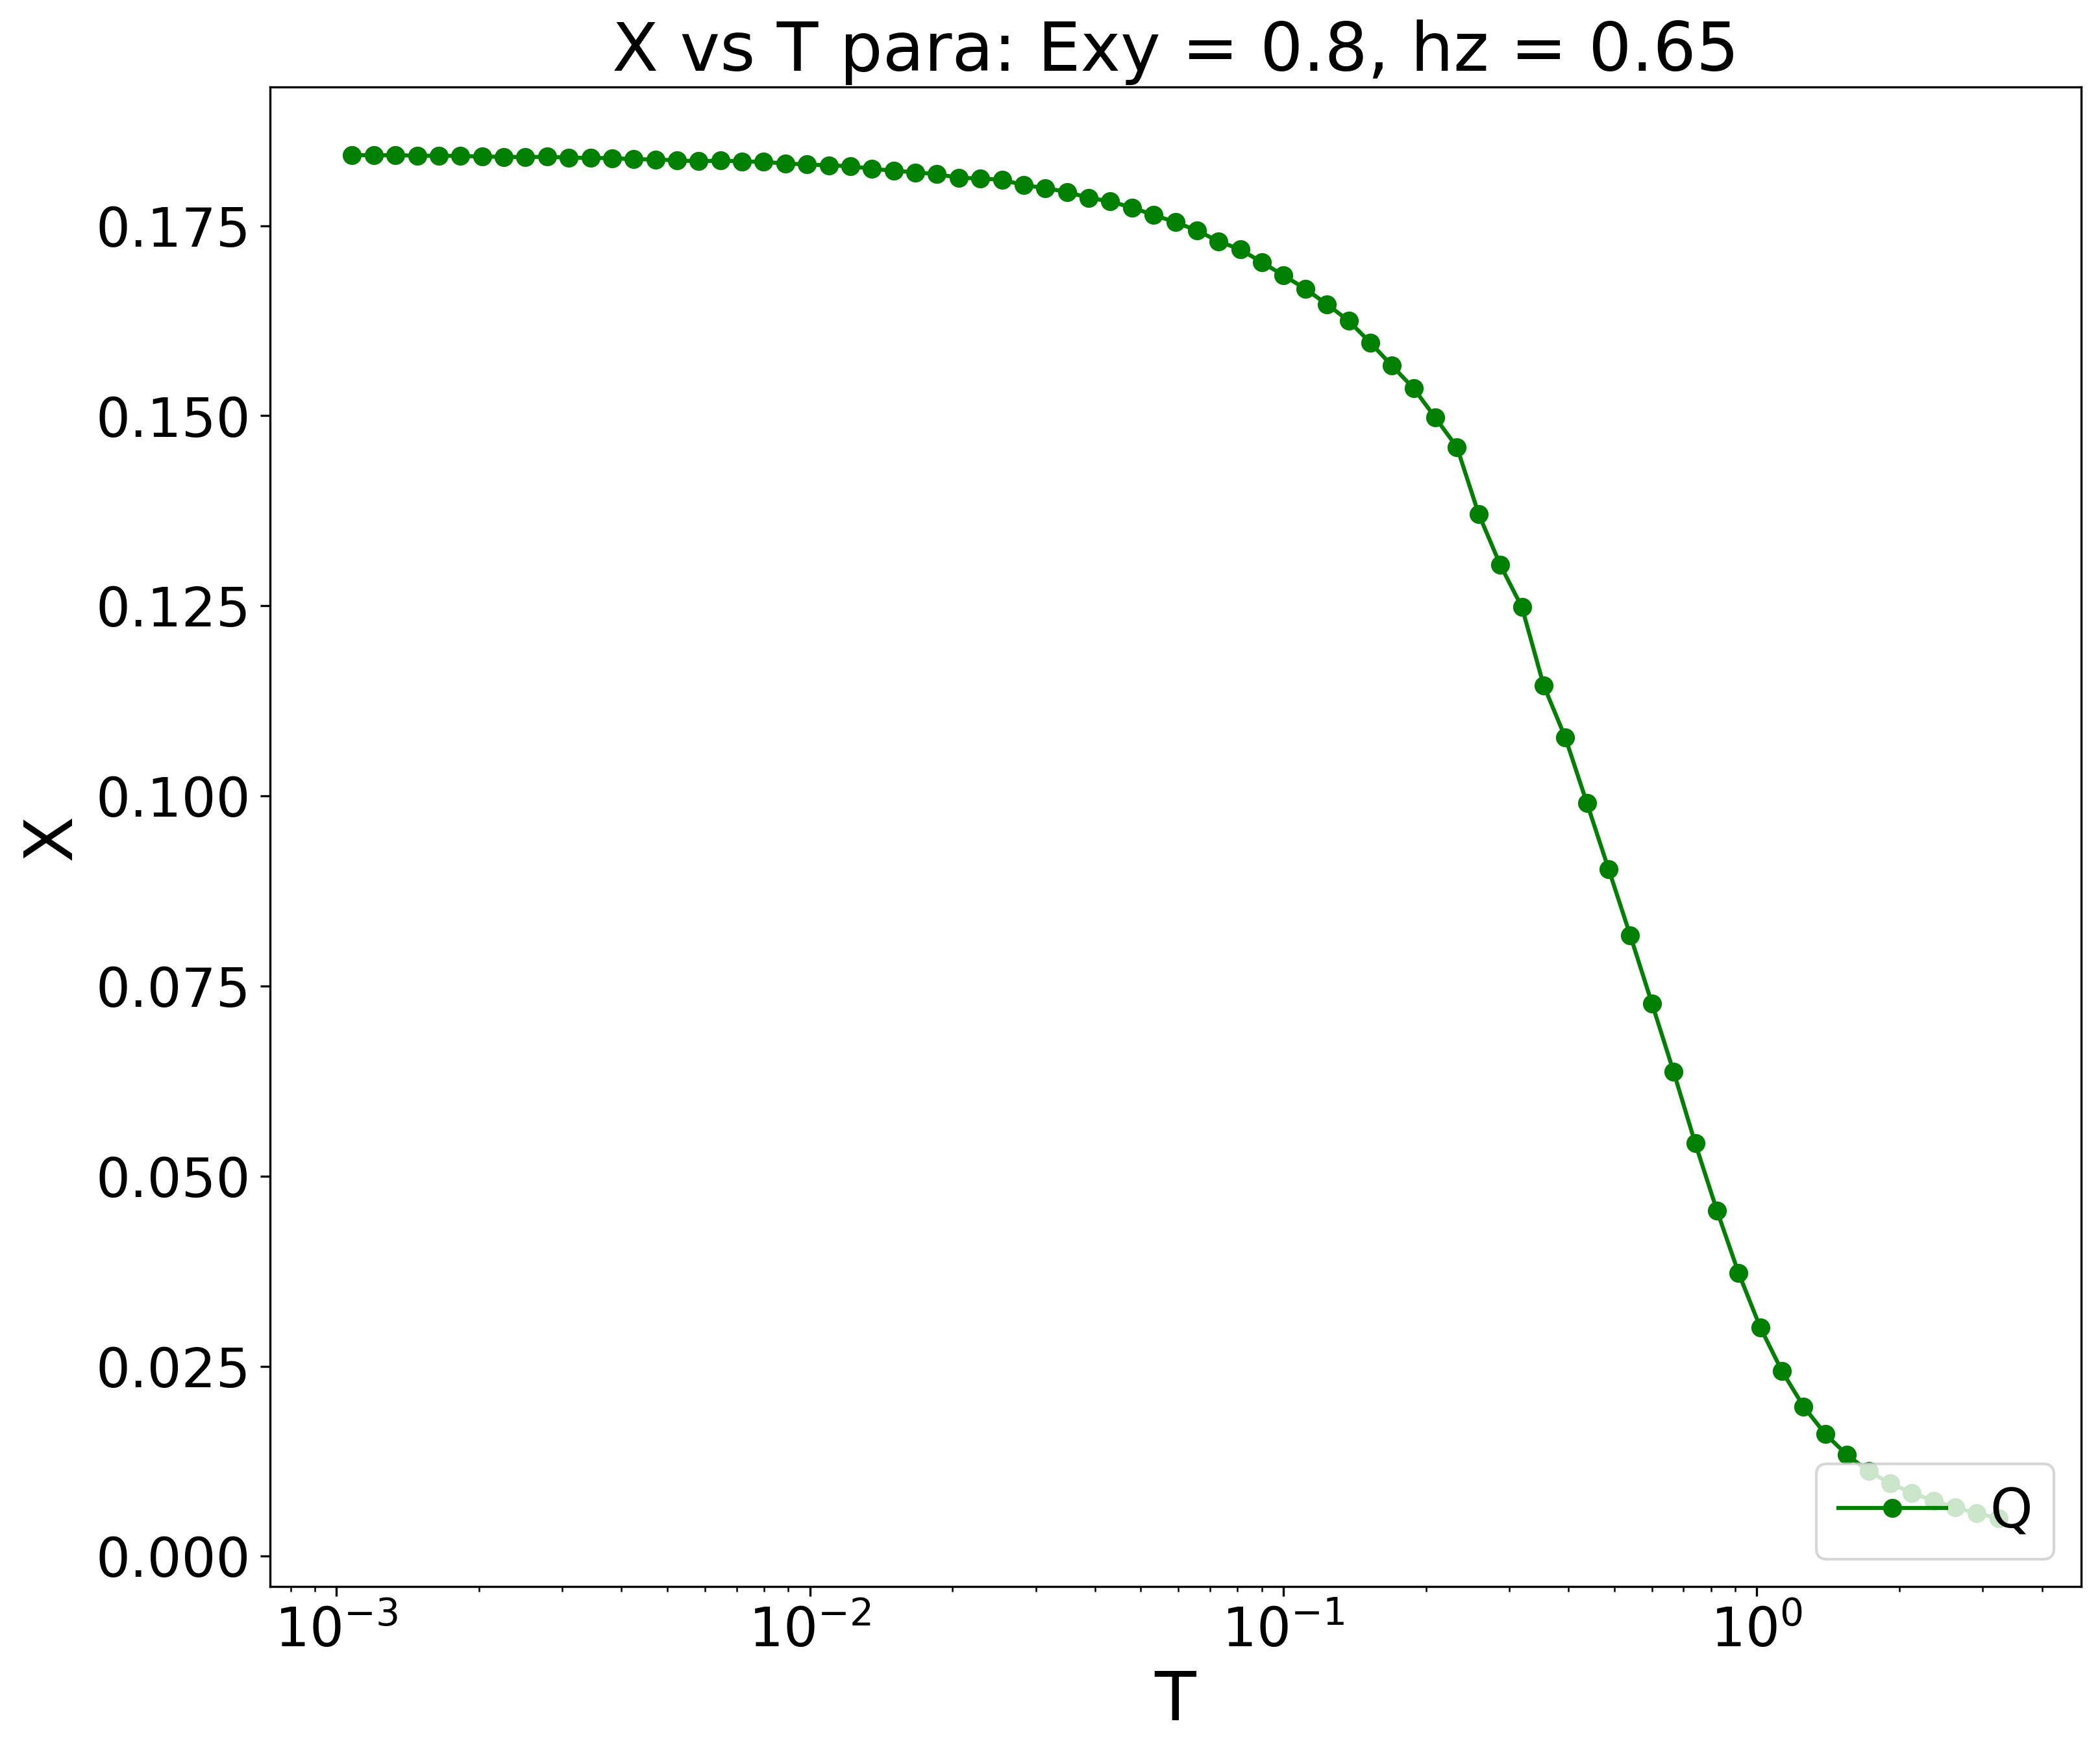 X vs T para: Exy = 0.8, hz = 0.65
X
0.175
0.150
0.125
0.100
0.075
0.050
0.025
0.000
Q
10⁻³ 10⁻² 10⁻¹ 10⁰
T